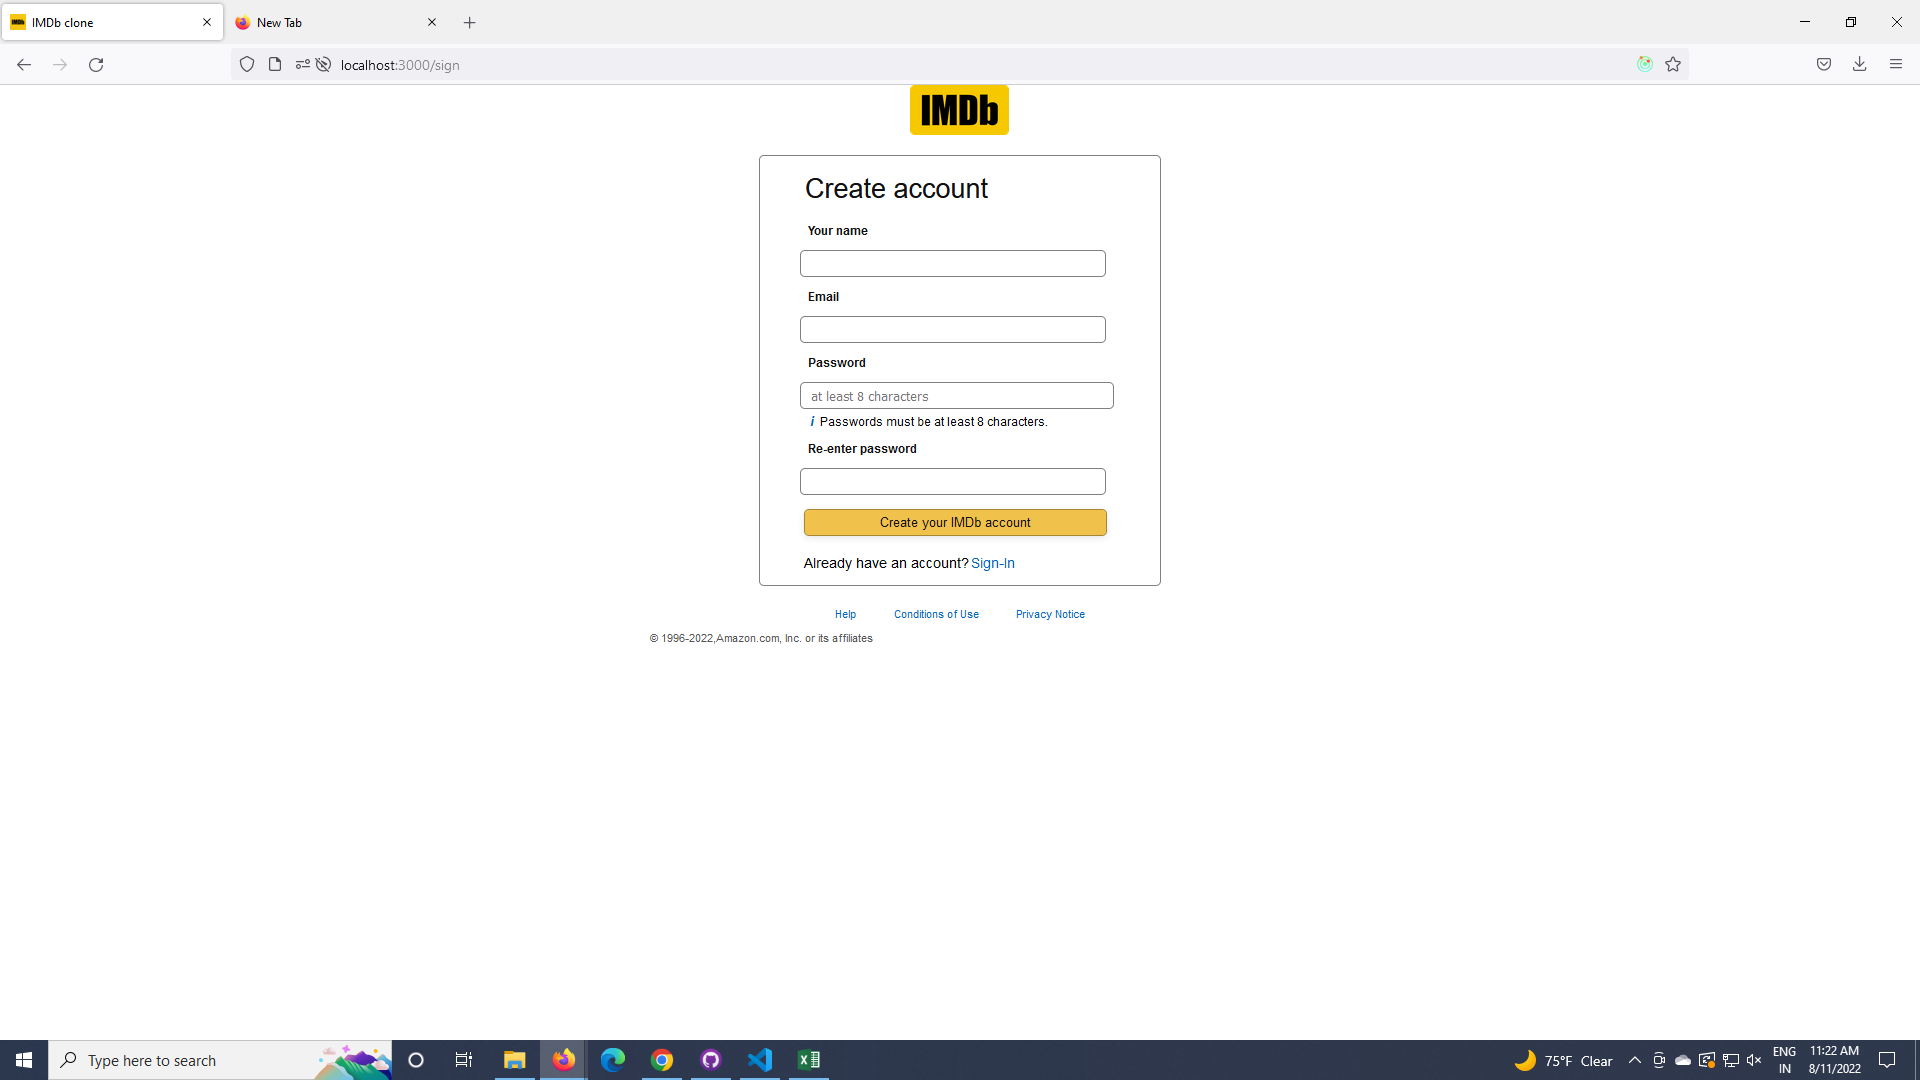 IMDb clone
New Tab
localhost:3000/sign
IMDb
Create account
Your name
Email
Password
at least 8 characters
i Passwords must be at least 8 characters.
Re-enter password
Create your IMDb account
Already have an account? Sign-In
Help Conditions of Use Privacy Notice
© 1996-2022,Amazon.com, Inc. or its affiliates
Type here to search
75°F Clear
ENG
IN
11:22 AM
8/11/2022